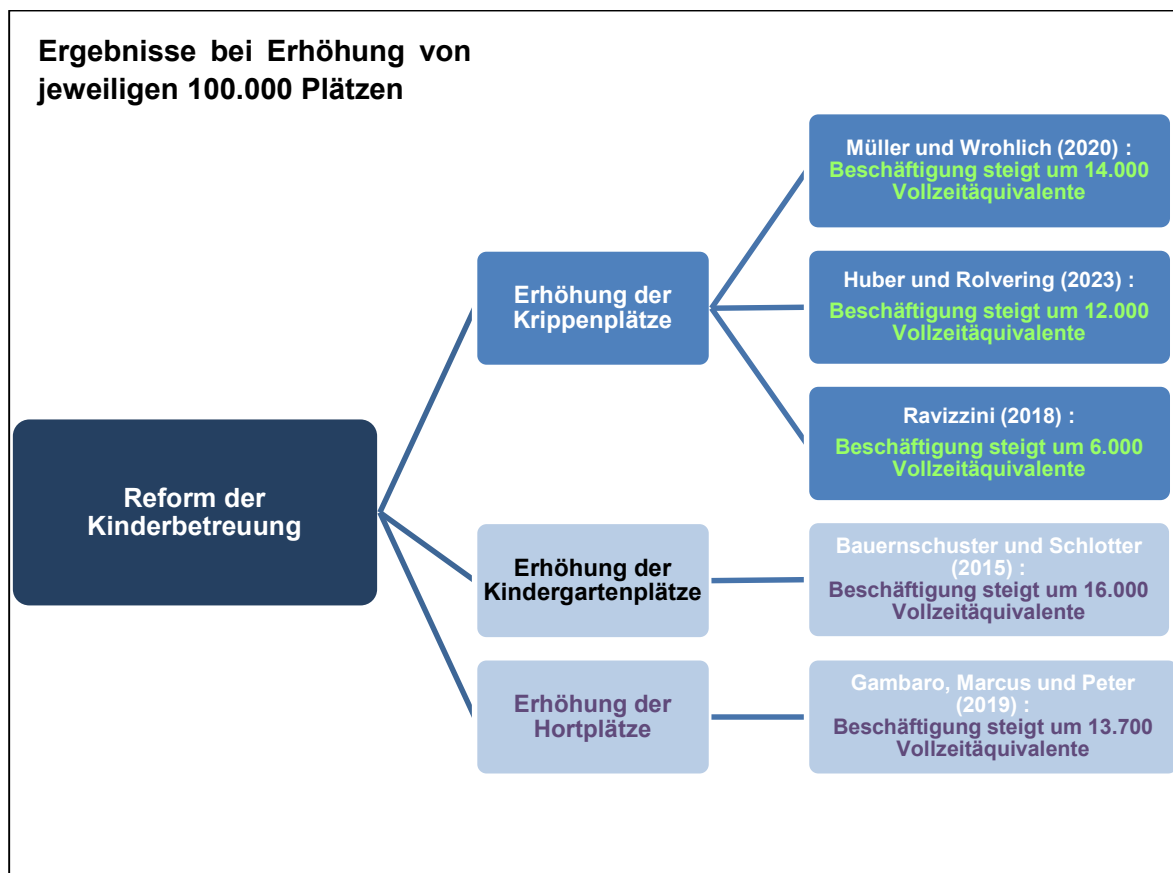 Ergebnisse bei Erhöhung von
jeweiligen 100.000 Plätzen
Reform der
Kinderbetreuung
Erhöhung der
Krippenplätze
Müller und Wrohlich (2020) :
Beschäftigung steigt um 14.000
Vollzeitäquivalente
Huber und Rolvering (2023) :
Beschäftigung steigt um 12.000
Vollzeitäquivalente
Ravizzini (2018) :
Beschäftigung steigt um 6.000
Vollzeitäquivalente
Erhöhung der
Kindergartenplätze
Bauernschuster und Schlotter
(2015) :
Beschäftigung steigt um 16.000
Vollzeitäquivalente
Erhöhung der
Hortplätze
Gambaro, Marcus und Peter
(2019) :
Beschäftigung steigt um 13.700
Vollzeitäquivalente